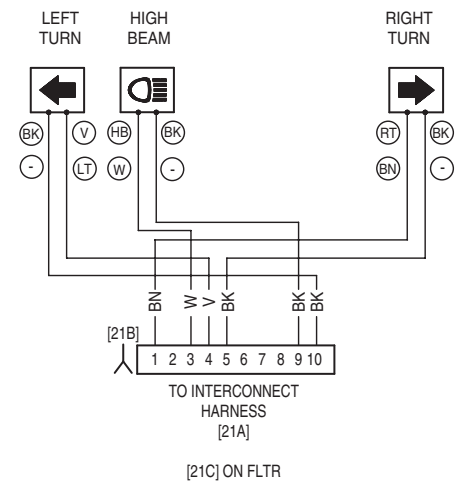 LEFT TURN
HIGH BEAM
RIGHT TURN
BK
V
HB
BK
RT
BK
-
LT
W
-
BN
-
BN
W
V
BK
BK
BK
[21B]
1 2 3 4 5 6 7 8 9 10
TO INTERCONNECT
HARNESS
[21A]
[21C] ON FLTR